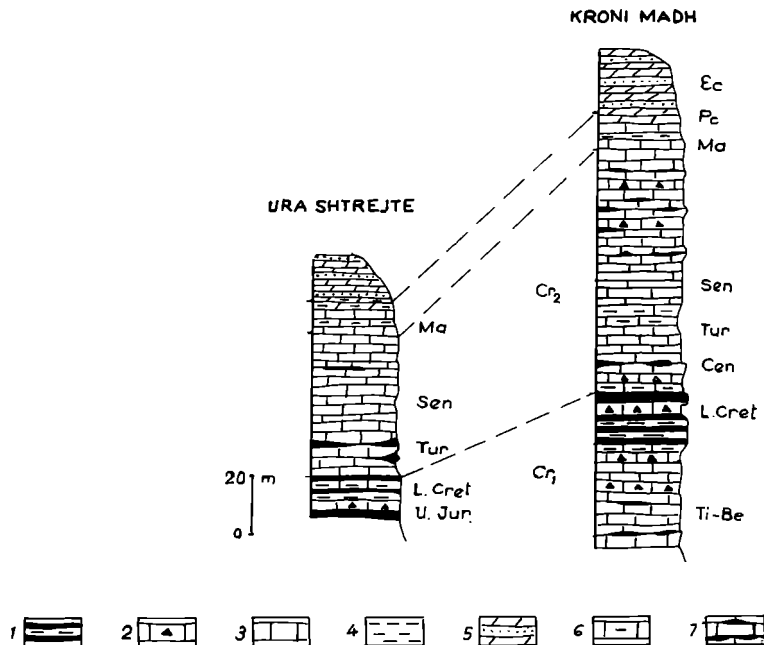 KRONI MADH
Ec
Pc
Ma
URA SHTREJTE
Cr2
Sen
Tur
Cen
L.Cret
Cr1
Ti-Be
Ma
Sen
Tur
L. Cret
U. Jur.
20 m
0
1 2 3 4 5 6 7